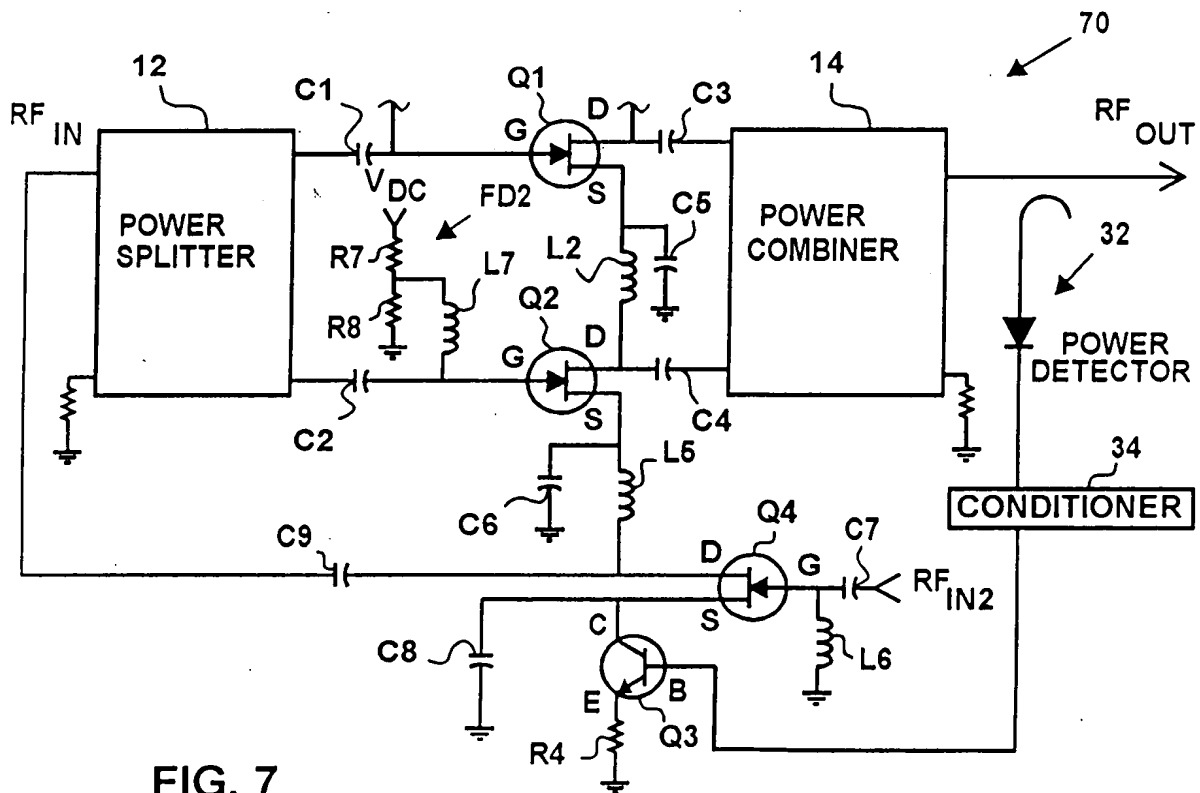 70
12
14
RF IN
C1
Q1
D
C3
RF OUT
G
S
VDC
FD2
C5
32
POWER SPLITTER
POWER COMBINER
R7
L7
L2
R8
Q2
D
G
S
C2
C4
POWER DETECTOR
C6
L5
34
CONDITIONER
C9
Q4
C7
D
G
RF IN2
S
C8
C
L6
E
B
R4
Q3
FIG. 7